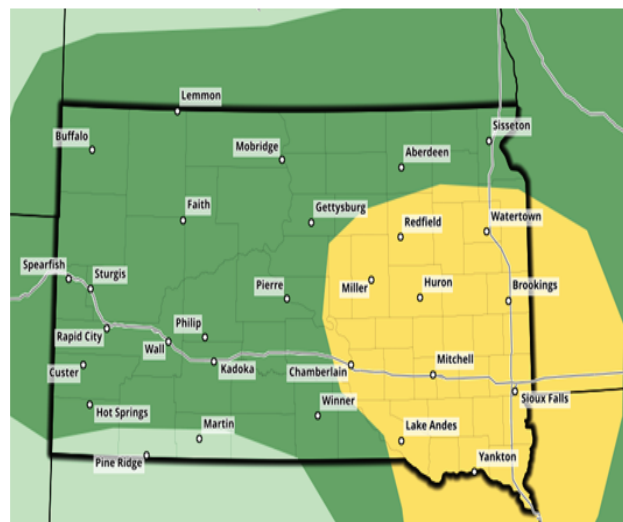 Lemmon
Sisseton
Buffalo
Mobridge
Aberdeen
Faith
Gettysburg
Redfield
Watertown
Spearfish
Sturgis
Pierre
Miller
Huron
Brookings
Rapid City
Philip
Wall
Custer
Kadoka
Chamberlain
Mitchell
Sioux Falls
Hot Springs
Winner
Martin
Lake Andes
Pine Ridge
Yankton